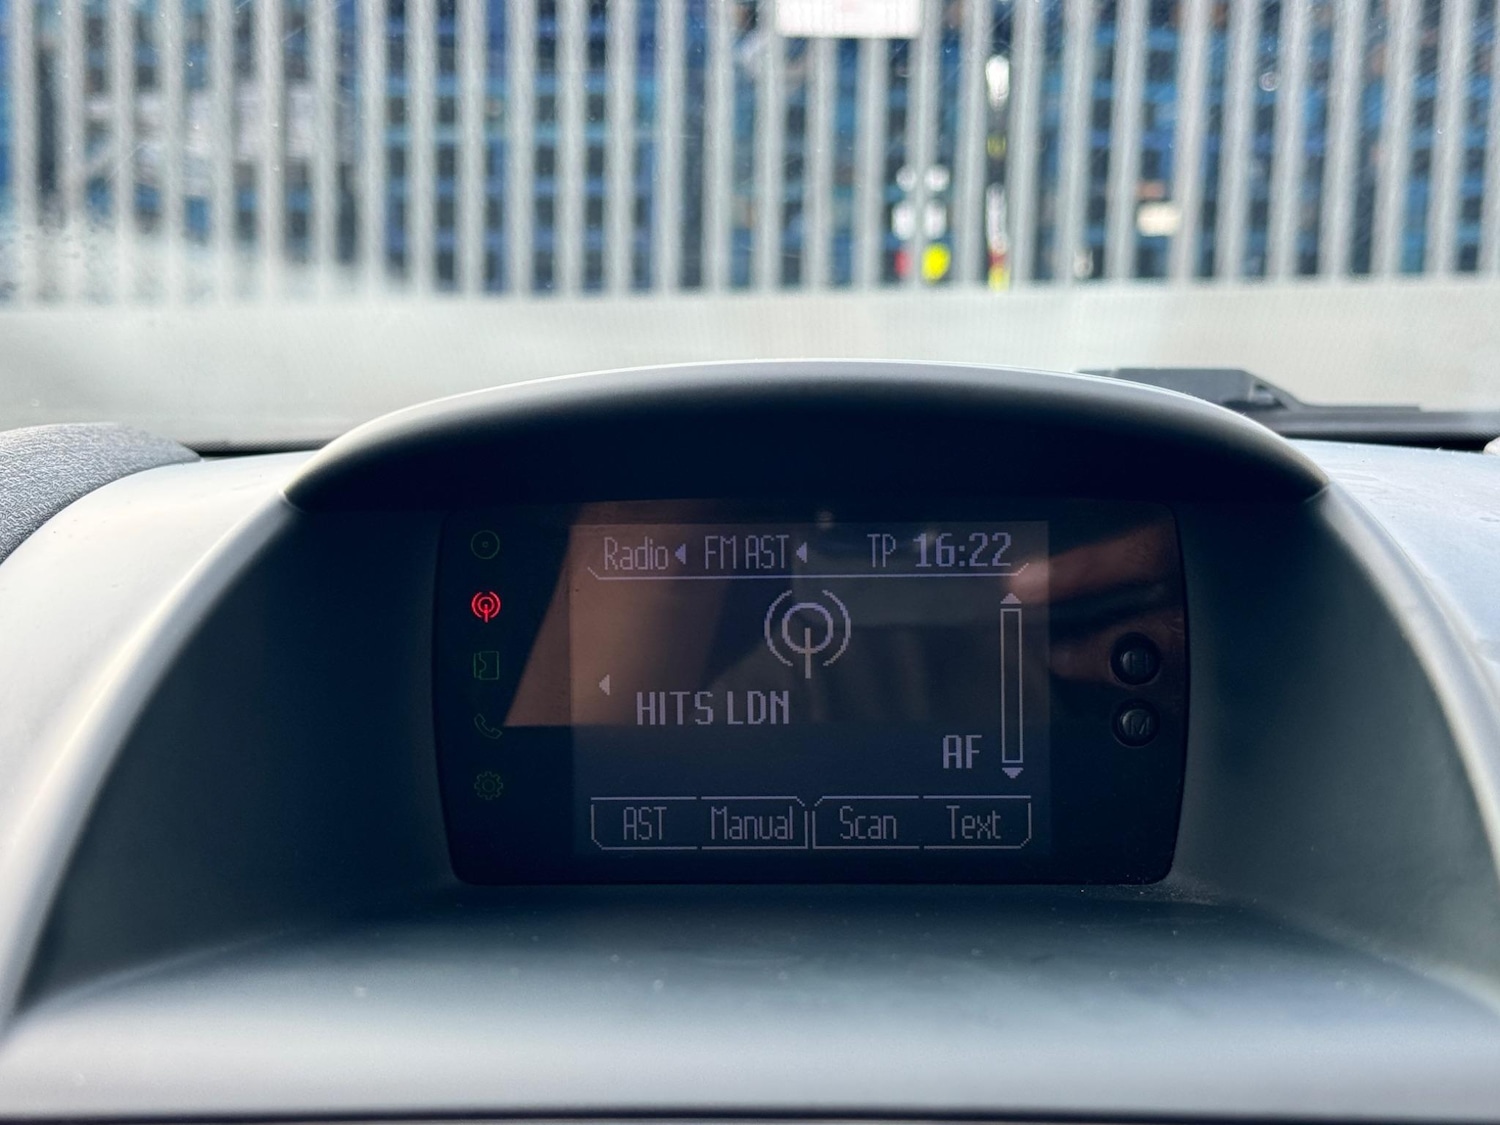 Radio FM AST TP 16:22
HITS LDN
AF
AST Manual Scan Text